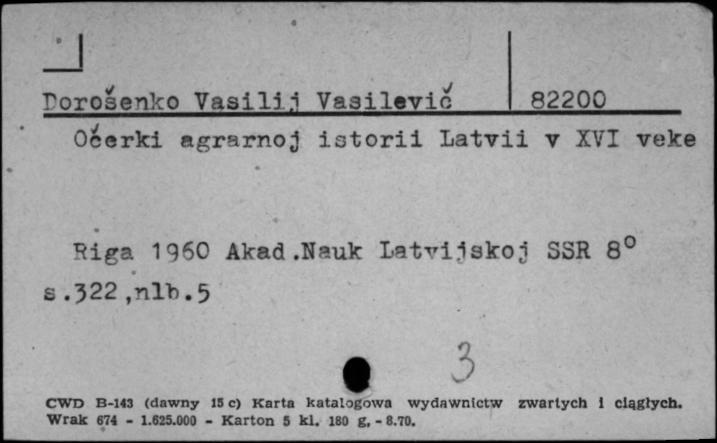 Dorošenko Vasilij Vasilević 82200
Oćerki agrarnoj istorii Latvii v XVI veke
Riga 1960 Akad.Nauk Latvijskoj SSR 8°
s.322,nlb.5
3
CWD B-143 (dawny 15 c) Karta katalogowa wydawnictw zwartych i ciągłych.
Wrak 674 - 1.625.000 - Karton 5 kl. 180 g. - 8.70.